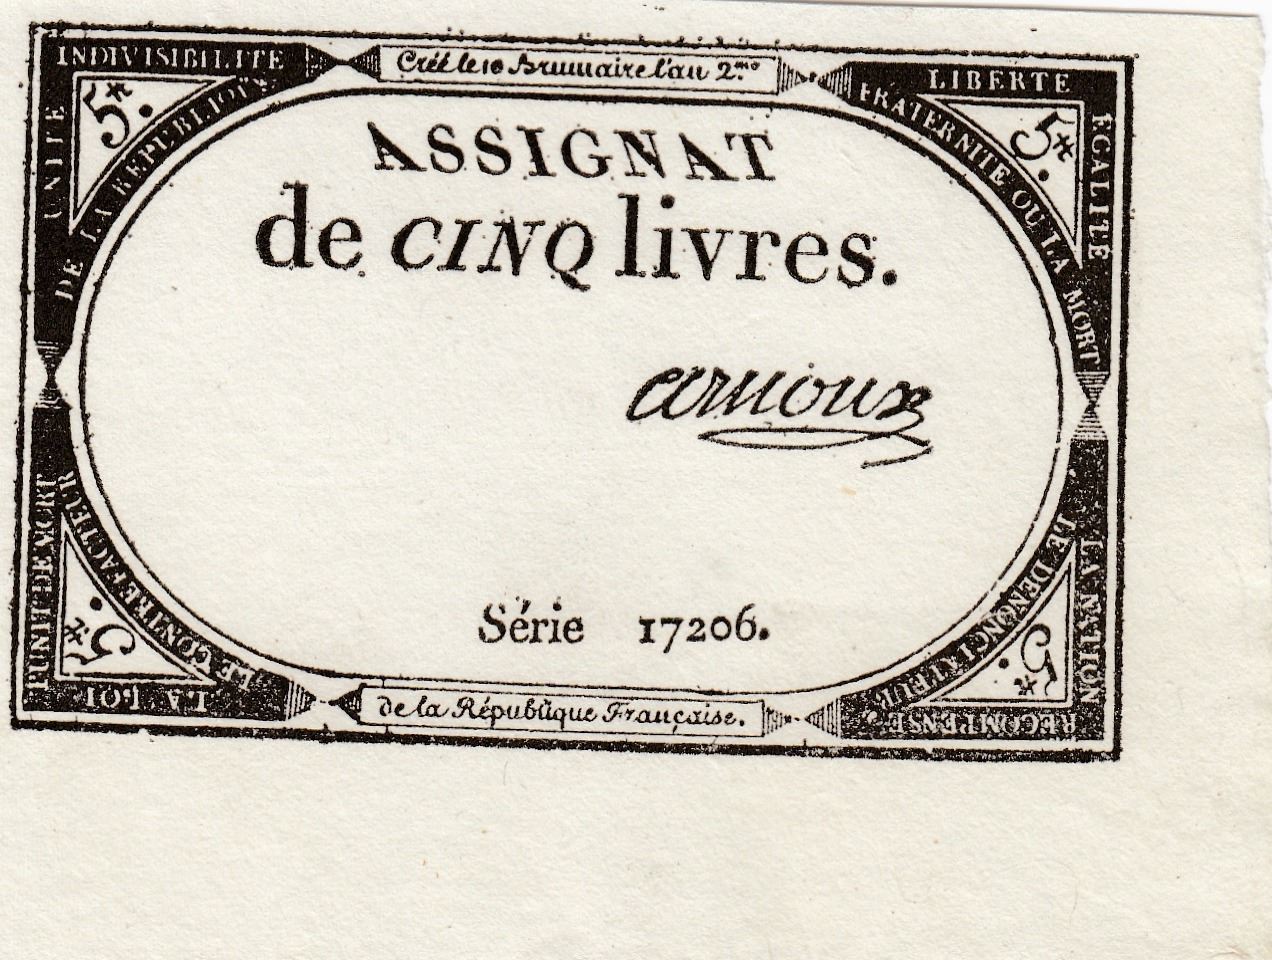 INDIVISIBILITE
Créé le 10 Brumaire l'an 2.me
LIBERTE
UNITE
DE LA REPUBLIQUE
FRATERNITE OU LA MORT
EGALITE
5#.
5#.
ASSIGNAT
de CINQ livres.
arnoux
Série 17206.
PUNIT DE MORT
LE CONTREFACTEUR
LA LOI
LA NATION
LE DENONCIATEUR
RECOMPENSE
5#.
5#.
de la République Française.